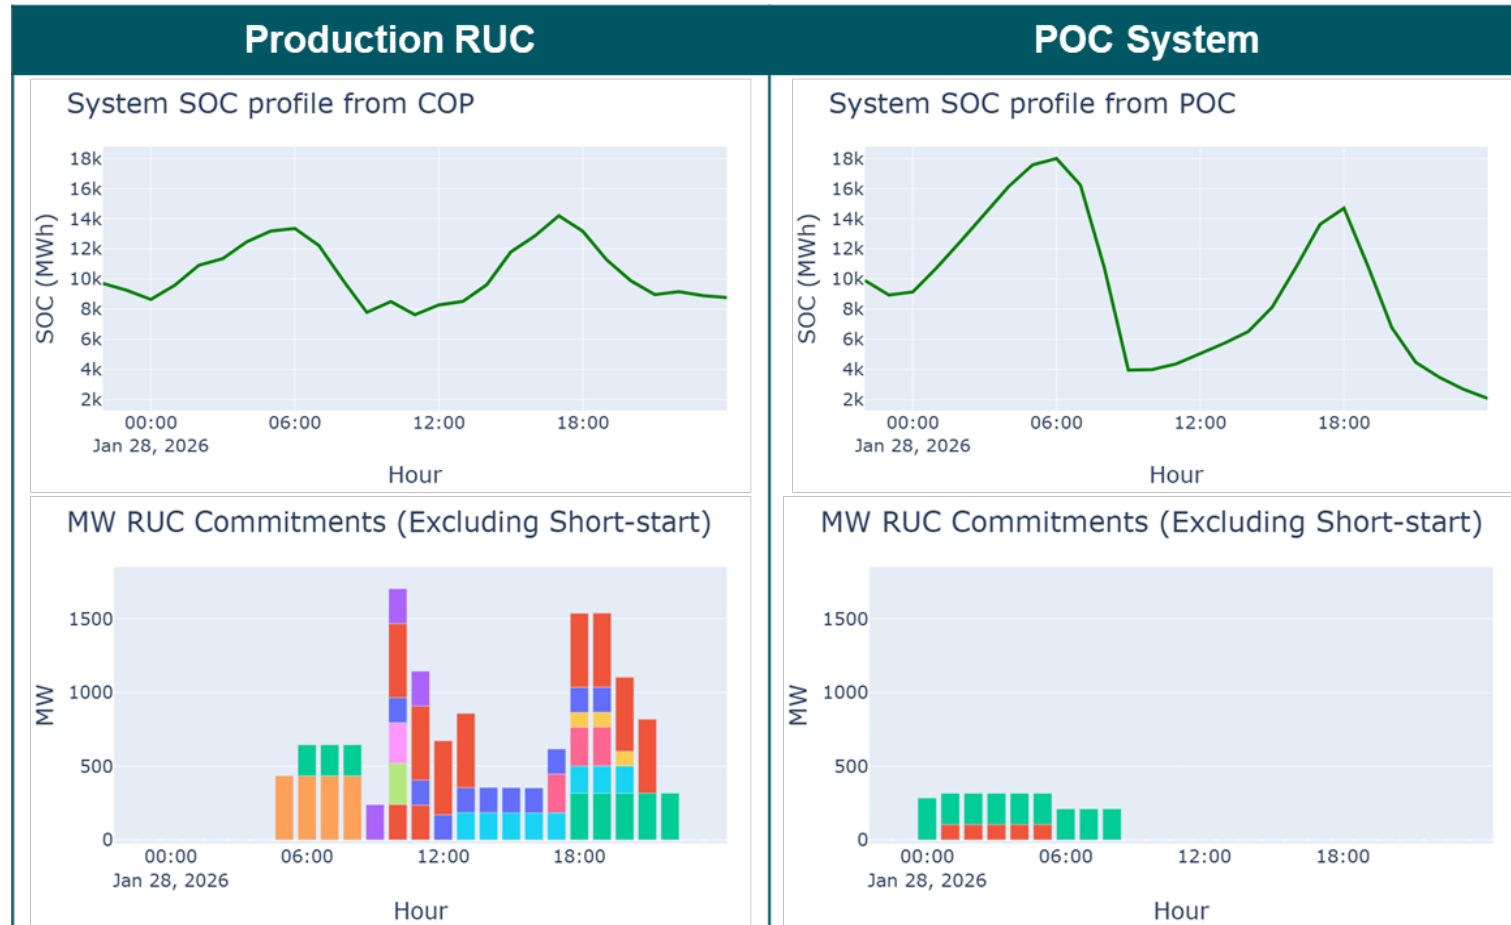 Production RUC
POC System
System SOC profile from COP
18k
16k
14k
12k
10k
8k
6k
4k
2k
SOC (MWh)
00:00
06:00
12:00
18:00
Jan 28, 2026
Hour
System SOC profile from POC
18k
16k
14k
12k
10k
8k
6k
4k
2k
SOC (MWh)
00:00
06:00
12:00
18:00
Jan 28, 2026
Hour
MW RUC Commitments (Excluding Short-start)
1500
1000
500
0
MW
00:00
06:00
12:00
18:00
Jan 28, 2026
Hour
MW RUC Commitments (Excluding Short-start)
1500
1000
500
0
MW
00:00
06:00
12:00
18:00
Jan 28, 2026
Hour